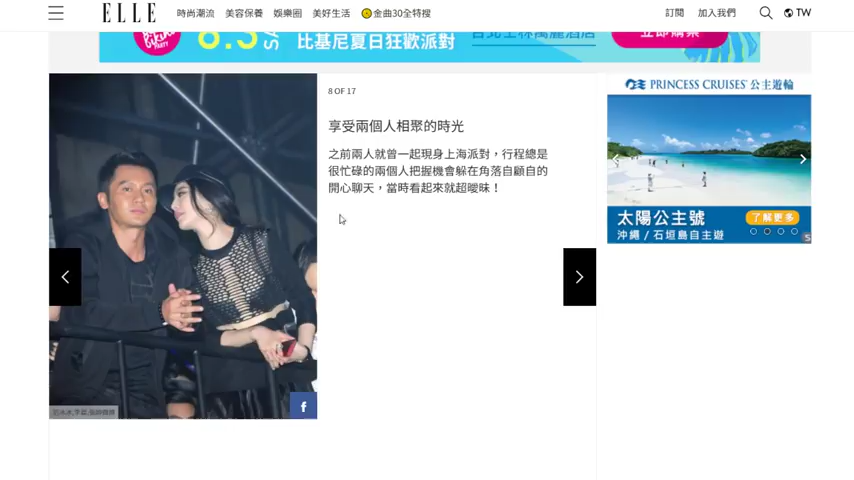 ELLE
時尚潮流 美容保養 娛樂圈 美好生活 金曲30全特搜
訂閱 加入我們 TW
比基尼夏日狂歡派對
8 OF 17
享受兩個人相聚的時光
之前兩人就曾一起現身上海派對，行程總是
很忙碌的兩個人把握機會躲在角落自顧自的
開心聊天，當時看起來就超曖昧！
PRINCESS CRUISES 公主遊輪
太陽公主號
了解更多
沖繩 / 石垣島自主遊